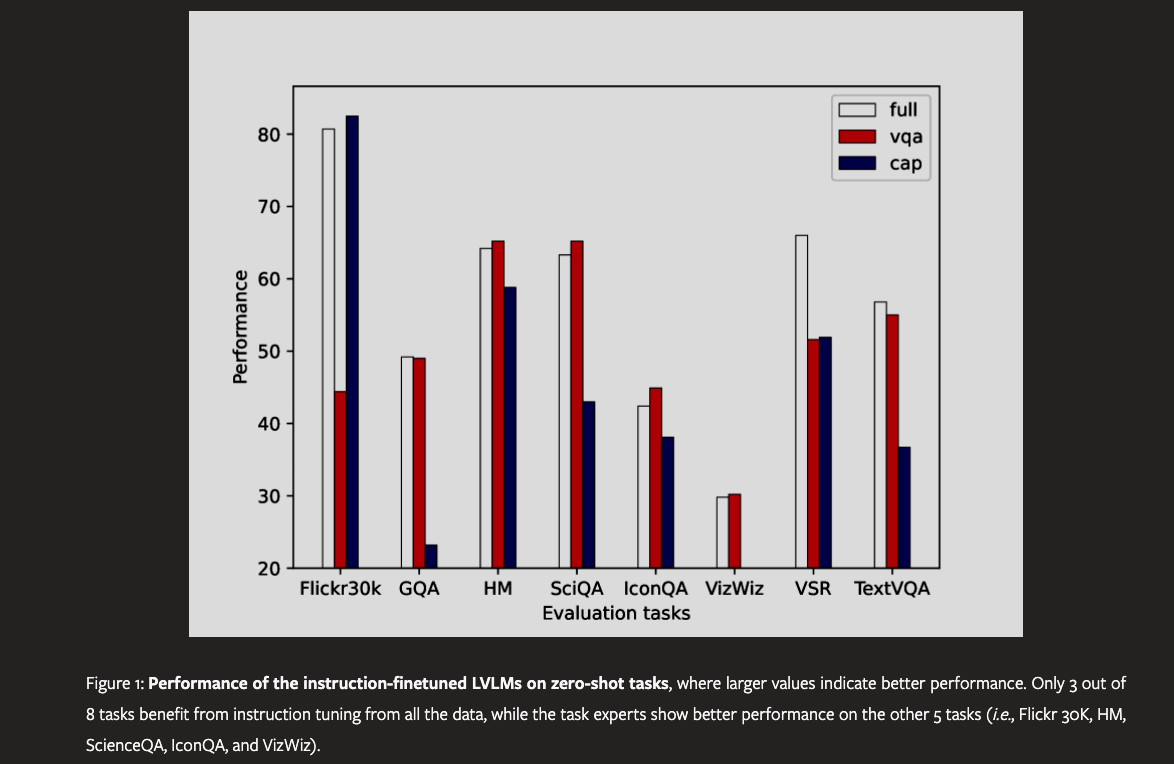 full
vqa
cap
80
70
60
50
40
30
20
Performance
Flickr30k GQA HM SciQA IconQA VizWiz VSR TextVQA
Evaluation tasks
Figure 1: Performance of the instruction-finetuned LVLMs on zero-shot tasks, where larger values indicate better performance. Only 3 out of
8 tasks benefit from instruction tuning from all the data, while the task experts show better performance on the other 5 tasks (i.e., Flickr 30K, HM,
ScienceQA, IconQA, and VizWiz).